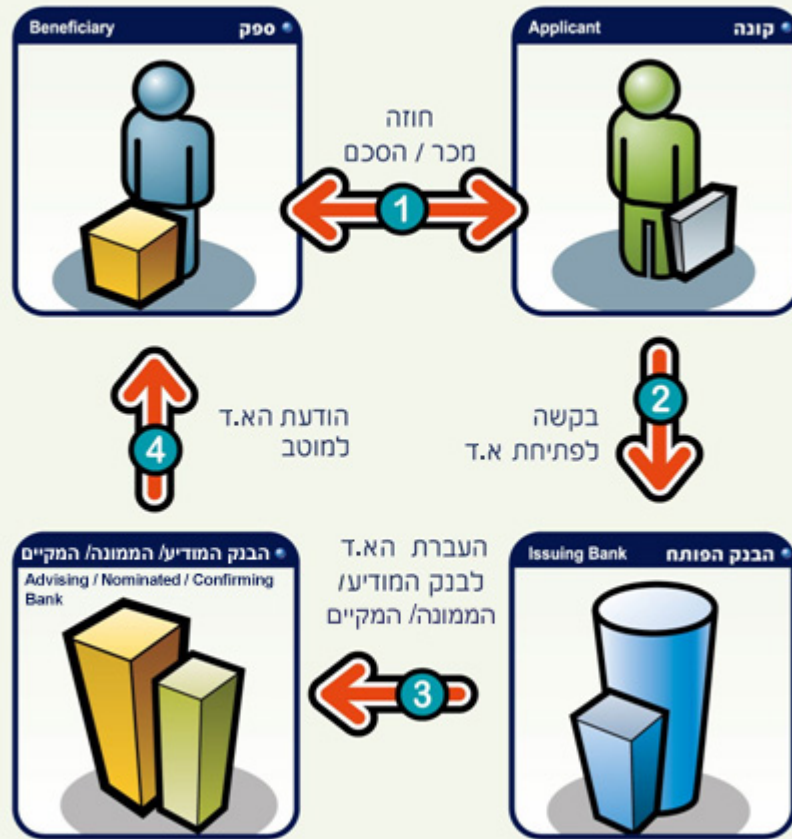 קונה
Applicant
ספק
Beneficiary
חוזה
מכר / הסכם
1
2
בקשה
לפתיחת א.ד
הודעת הא.ד
למוטב
4
הבנק הפותח
Issuing Bank
העברת הא.ד
לבנק המודיע/
הממונה/ המקיים
3
הבנק המודיע/ הממונה/ המקיים
Advising / Nominated / Confirming
Bank